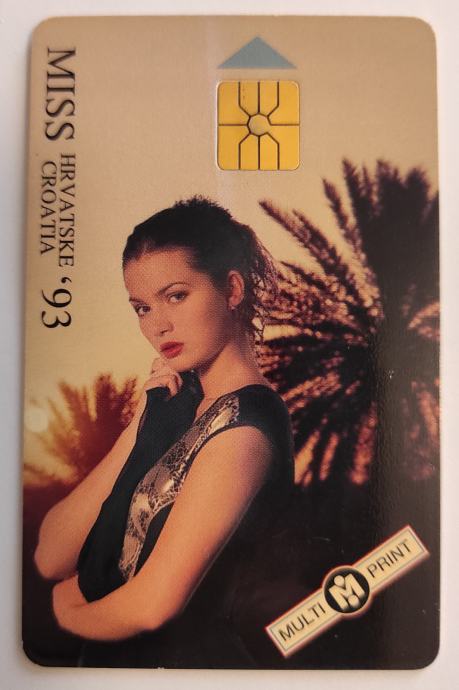 MISS HRVATSKE '93
CROATIA
MULTI M PRINT